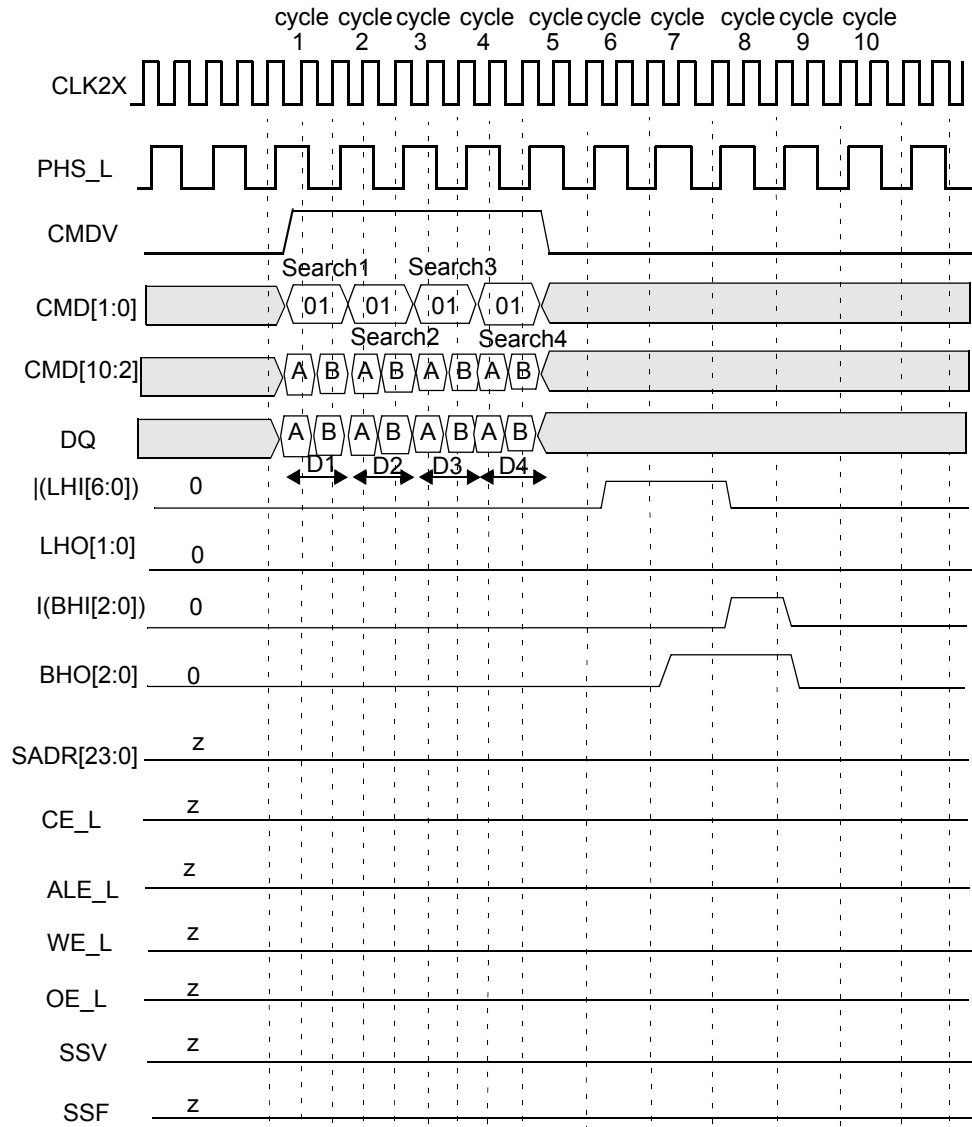 cycle cycle cycle cycle cycle cycle cycle cycle cycle cycle
1 2 3 4 5 6 7 8 9 10
CLK2X
PHS_L
CMDV
Search1 Search3
CMD[1:0] 01 01 01 01
Search2 Search4
CMD[10:2] A B A B A B A B
DQ A B A B A B A B
D1 D2 D3 D4
|(LHI[6:0]) 0
LHO[1:0] 0
I(BHI[2:0]) 0
BHO[2:0] 0
SADR[23:0] z
CE_L z
ALE_L z
WE_L z
OE_L z
SSV z
SSF z